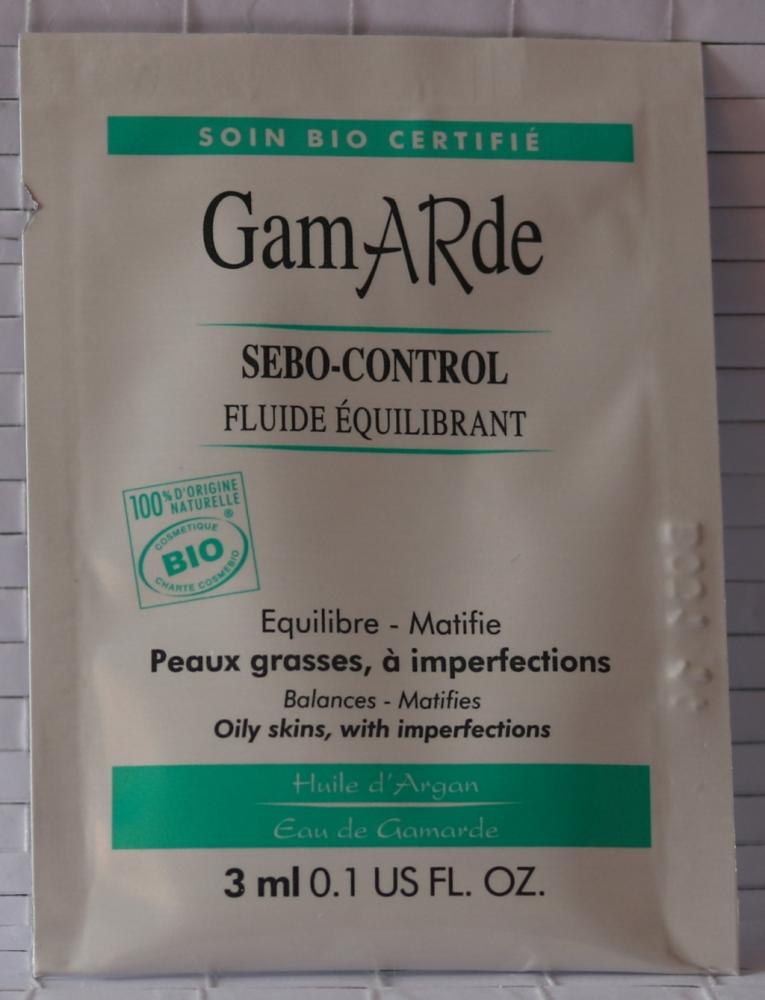 SOIN BIO CERTIFIÉ
GamARde
SEBO-CONTROL
FLUIDE ÉQUILIBRANT
100% D'ORIGINE
NATURELLE
®
COSMETIQUE
BIO
CHARTE COSMEBIO
Equilibre - Matifie
Peaux grasses, à imperfections
Balances - Matifies
Oily skins, with imperfections
Huile d'Argan
Eau de Gamarde
3 ml 0.1 US FL. OZ.